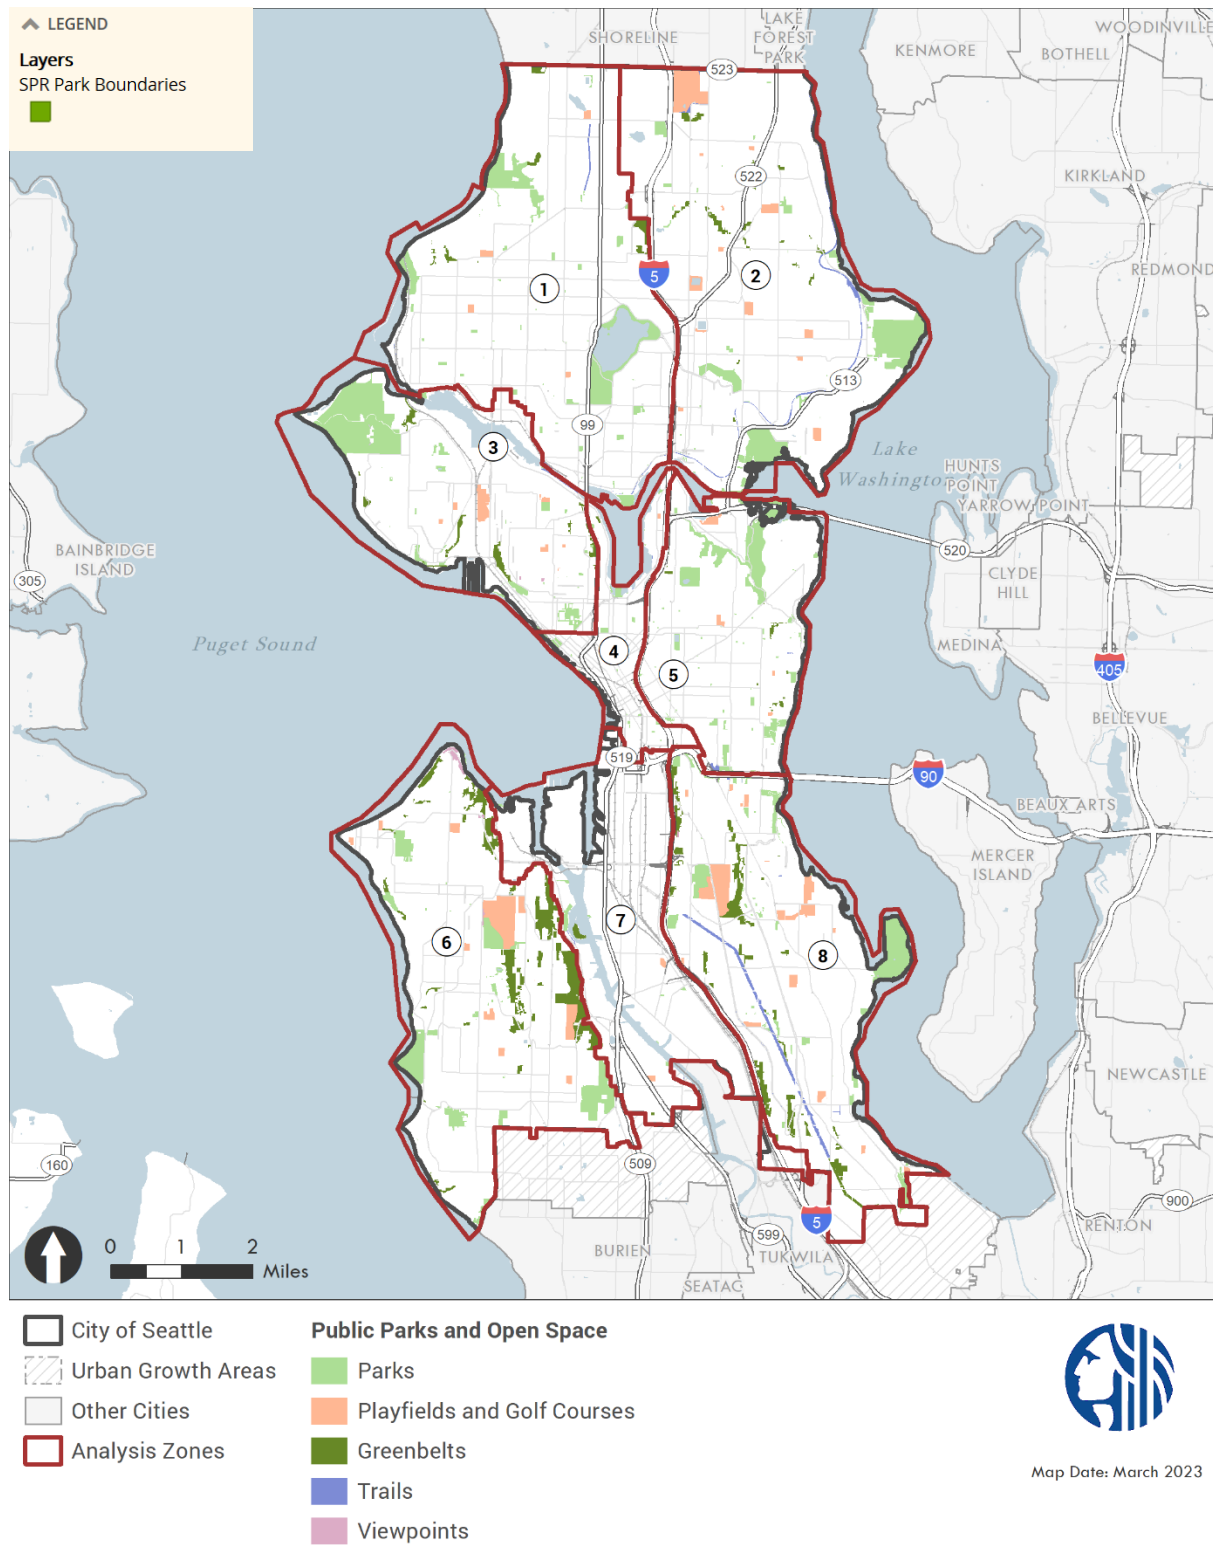 LEGEND
Layers
SPR Park Boundaries
SHORELINE
LAKE
FOREST
PARK
KENMORE
BOTHELL
WOODINVILLE
523
522
KIRKLAND
REDMOND
5
1
2
513
99
3
Lake
Washington
HUNTS
POINT
YARROW POINT
520
CLYDE
HILL
BAINBRIDGE
ISLAND
305
Puget Sound
MEDINA
4
5
405
BELLEVUE
519
90
BEAUX ARTS
MERCER
ISLAND
6
7
8
NEWCASTLE
160
509
900
5
599
RENTON
BURIEN
TUKWILA
SEATAC
0 1 2
Miles
City of Seattle
Urban Growth Areas
Other Cities
Analysis Zones
Public Parks and Open Space
Parks
Playfields and Golf Courses
Greenbelts
Trails
Viewpoints
Map Date: March 2023